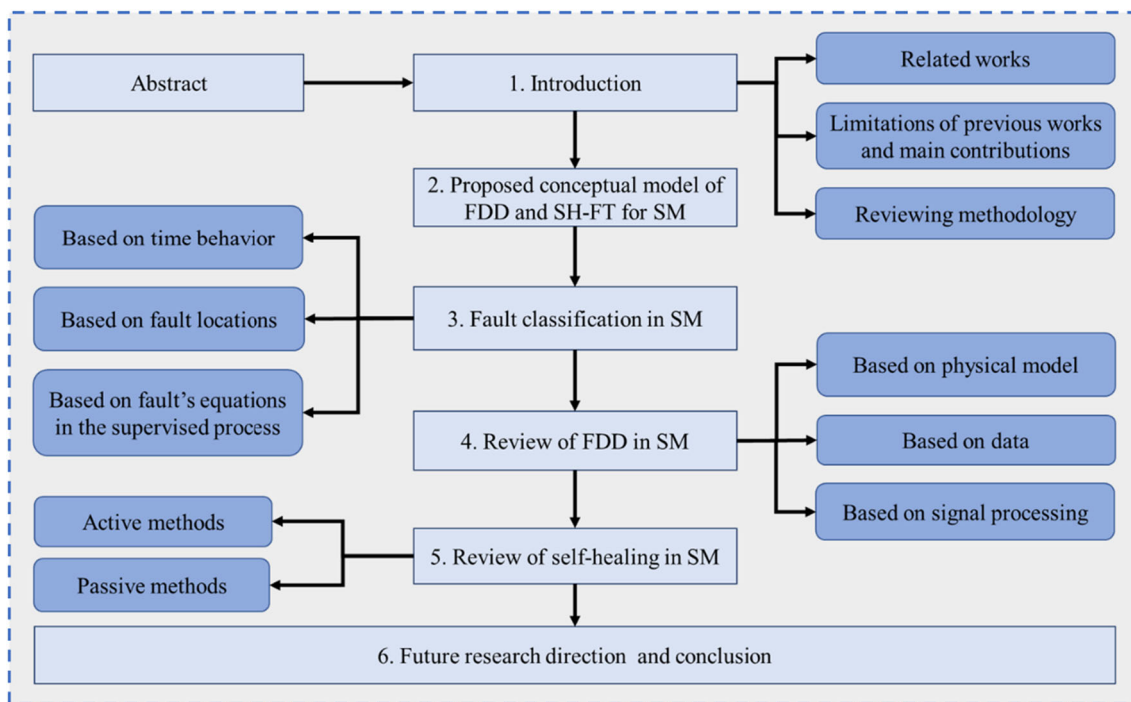 Abstract
1. Introduction
Related works
Limitations of previous works
and main contributions
Reviewing methodology
2. Proposed conceptual model of
FDD and SH-FT for SM
Based on time behavior
Based on fault locations
Based on fault's equations
in the supervised process
3. Fault classification in SM
Based on physical model
Based on data
Based on signal processing
4. Review of FDD in SM
Active methods
Passive methods
5. Review of self-healing in SM
6. Future research direction and conclusion